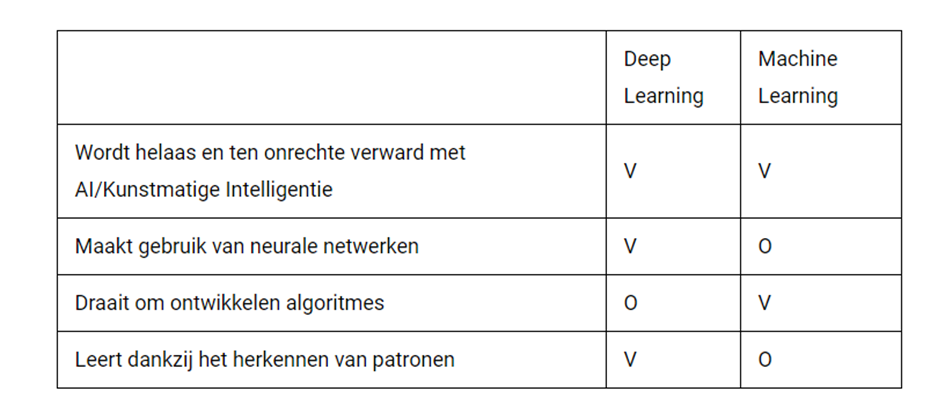 Deep Machine
Learning Learning
Wordt helaas en ten onrechte verward met
AI/Kunstmatige Intelligentie V V
Maakt gebruik van neurale netwerken V O
Draait om ontwikkelen algoritmes O V
Leert dankzij het herkennen van patronen V O